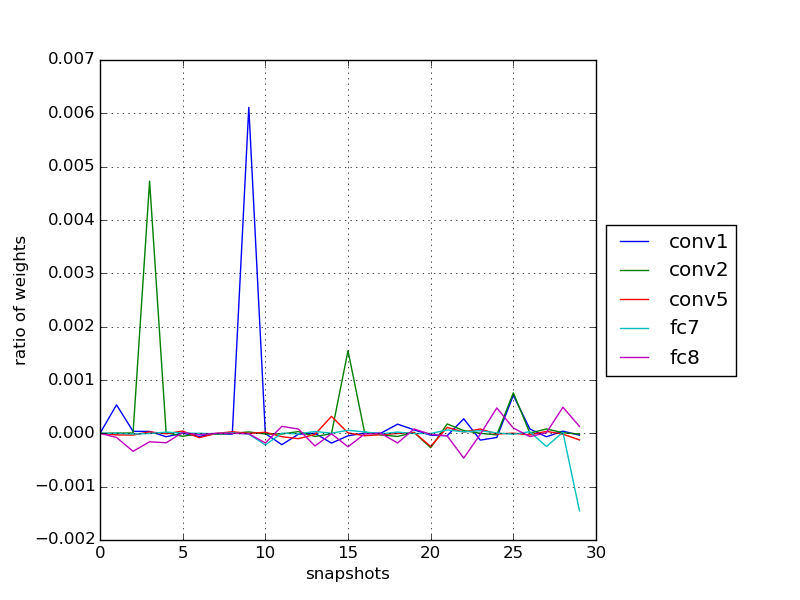 0.007
0.006
0.005
0.004
0.003
0.002
0.001
0.000
−0.001
−0.002
ratio of weights
0 5 10 15 20 25 30
snapshots
conv1
conv2
conv5
fc7
fc8